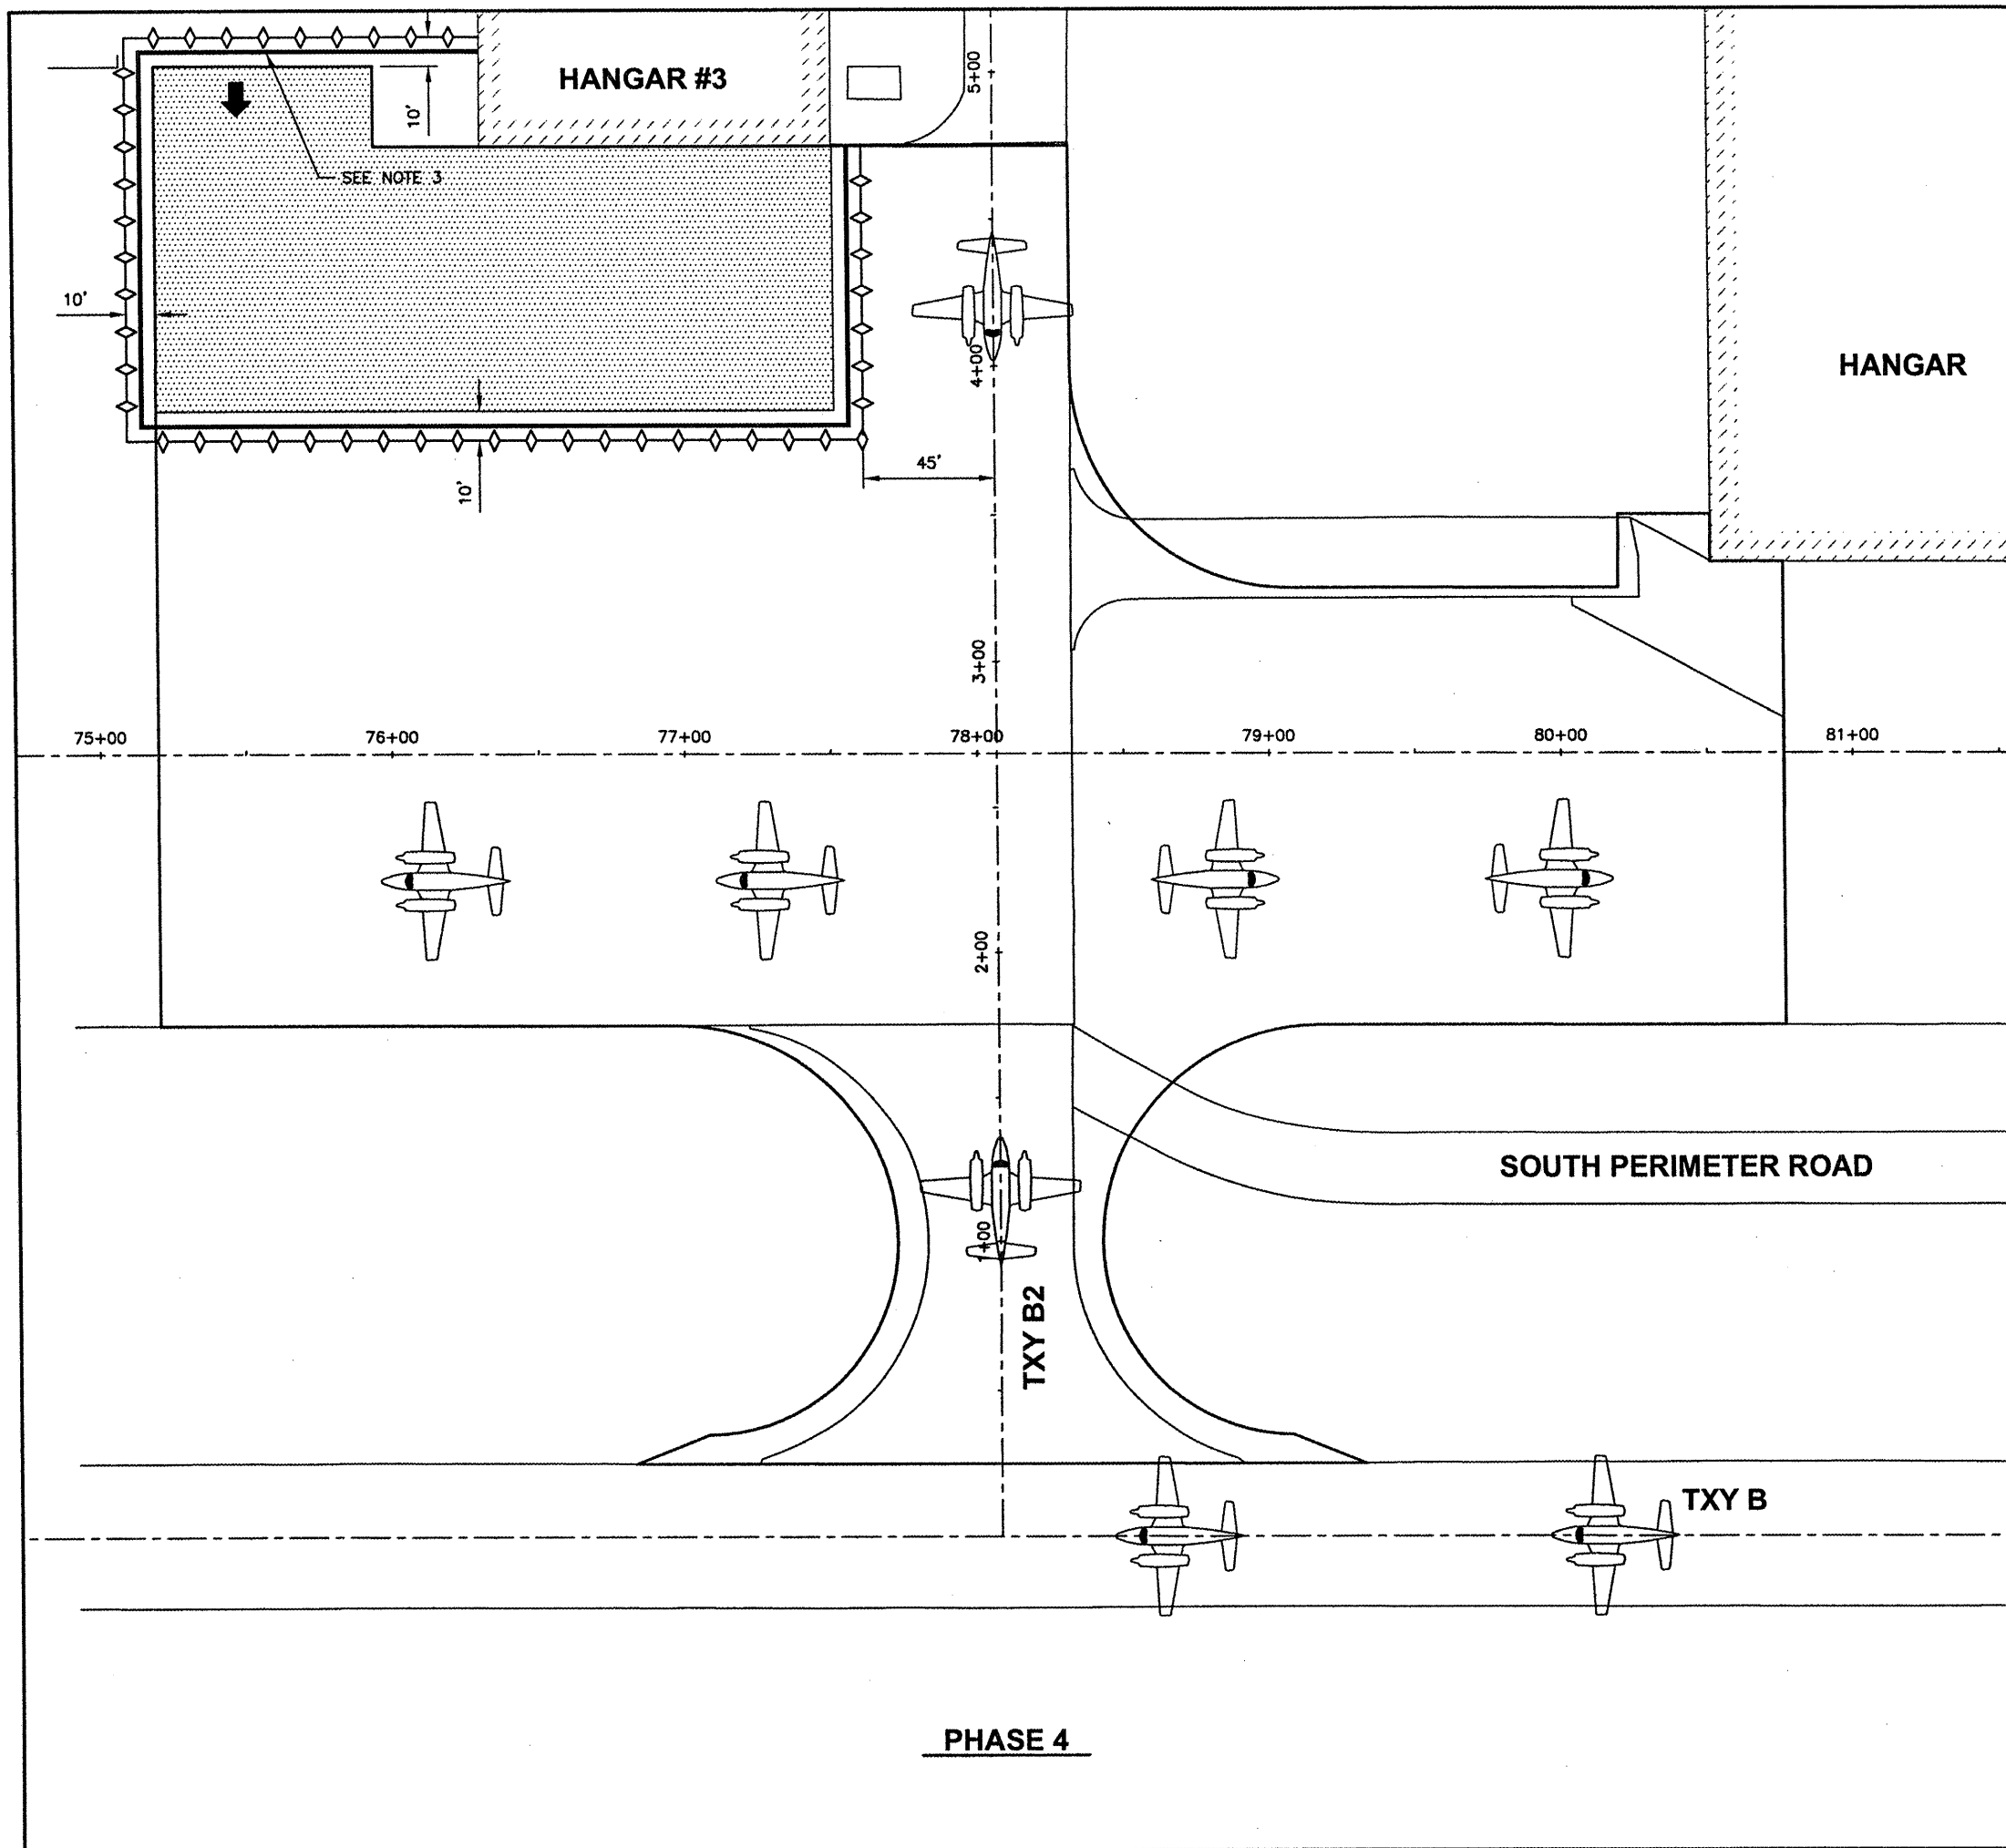 HANGAR #3
5+00
10'
SEE NOTE 3
10'
4+00
HANGAR
45'
10'
3+00
75+00 76+00 77+00 78+00 79+00 80+00 81+00
2+00
SOUTH PERIMETER ROAD
1+00
TXY B2
TXY B
PHASE 4